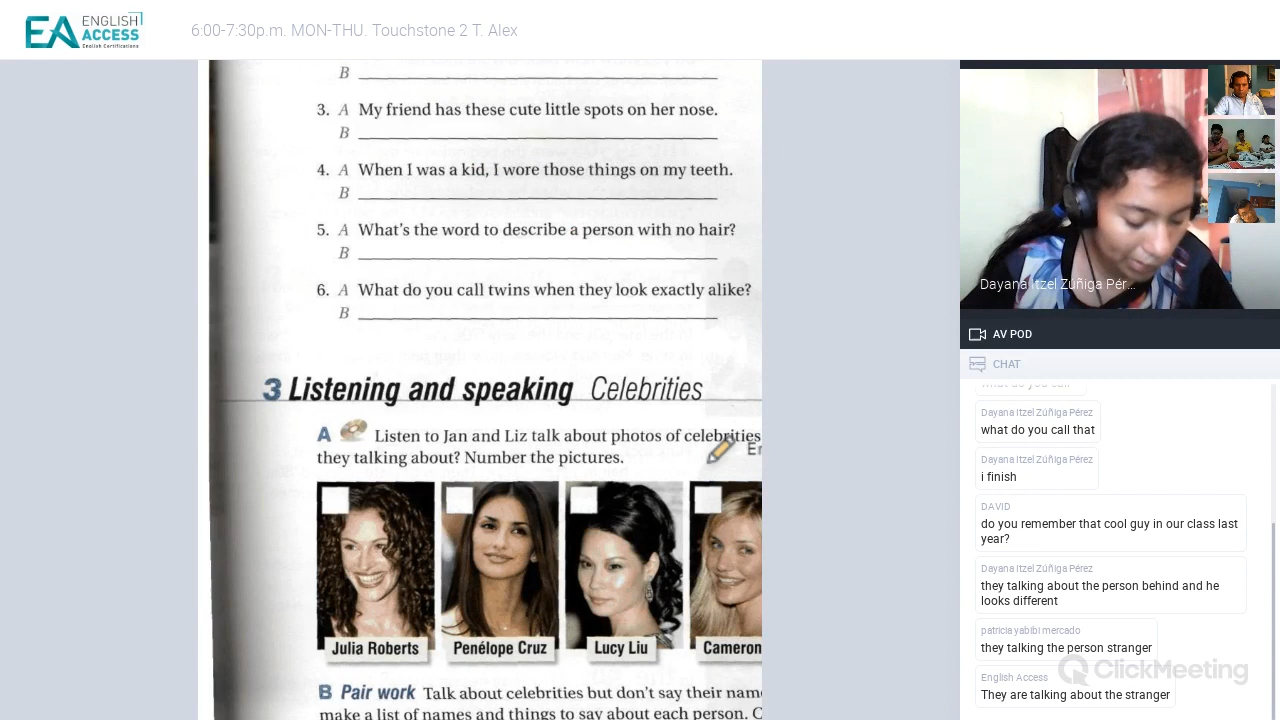 EA ENGLISH ACCESS
English Certifications
6:00-7:30p.m. MON-THU. Touchstone 2 T. Alex
B
3. A My friend has these cute little spots on her nose.
B
4. A When I was a kid, I wore those things on my teeth.
B
5. A What's the word to describe a person with no hair?
B
6. A What do you call twins when they look exactly alike?
B
3 Listening and speaking Celebrities
A Listen to Jan and Liz talk about photos of celebrities
they talking about? Number the pictures.
Julia Roberts
Penélope Cruz
Lucy Liu
Cameron
B Pair work Talk about celebrities but don't say their
make a list of names and things to say about each person.
Dayana Itzel Zúñiga Pér...
AV POD
CHAT
what do you call
Dayana Itzel Zúñiga Pérez
what do you call that
Dayana Itzel Zúñiga Pérez
i finish
DAVID
do you remember that cool guy in our class last
year?
Dayana Itzel Zúñiga Pérez
they talking about the person behind and he
looks different
patricia yabibi mercado
they talking the person stranger
English Access
They are talking about the stranger
ClickMeeting